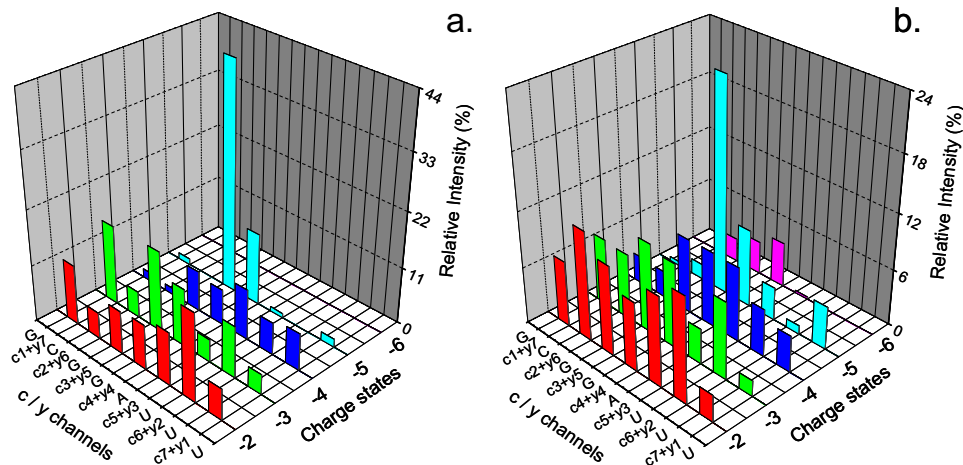 a.
44
33
22
11
0
Relative Intensity (%)
-6
-5
-4
-3
-2
Charge states
G
c1+y7
C
c2+y6
G
c3+y5
G
c4+y4
A
c5+y3
U
c6+y2
U
c7+y1
U
c / y channels
b.
24
18
12
6
0
Relative Intensity (%)
-6
-5
-4
-3
-2
Charge states
G
c1+y7
C
c2+y6
G
c3+y5
G
c4+y4
A
c5+y3
U
c6+y2
U
c7+y1
U
c / y channels